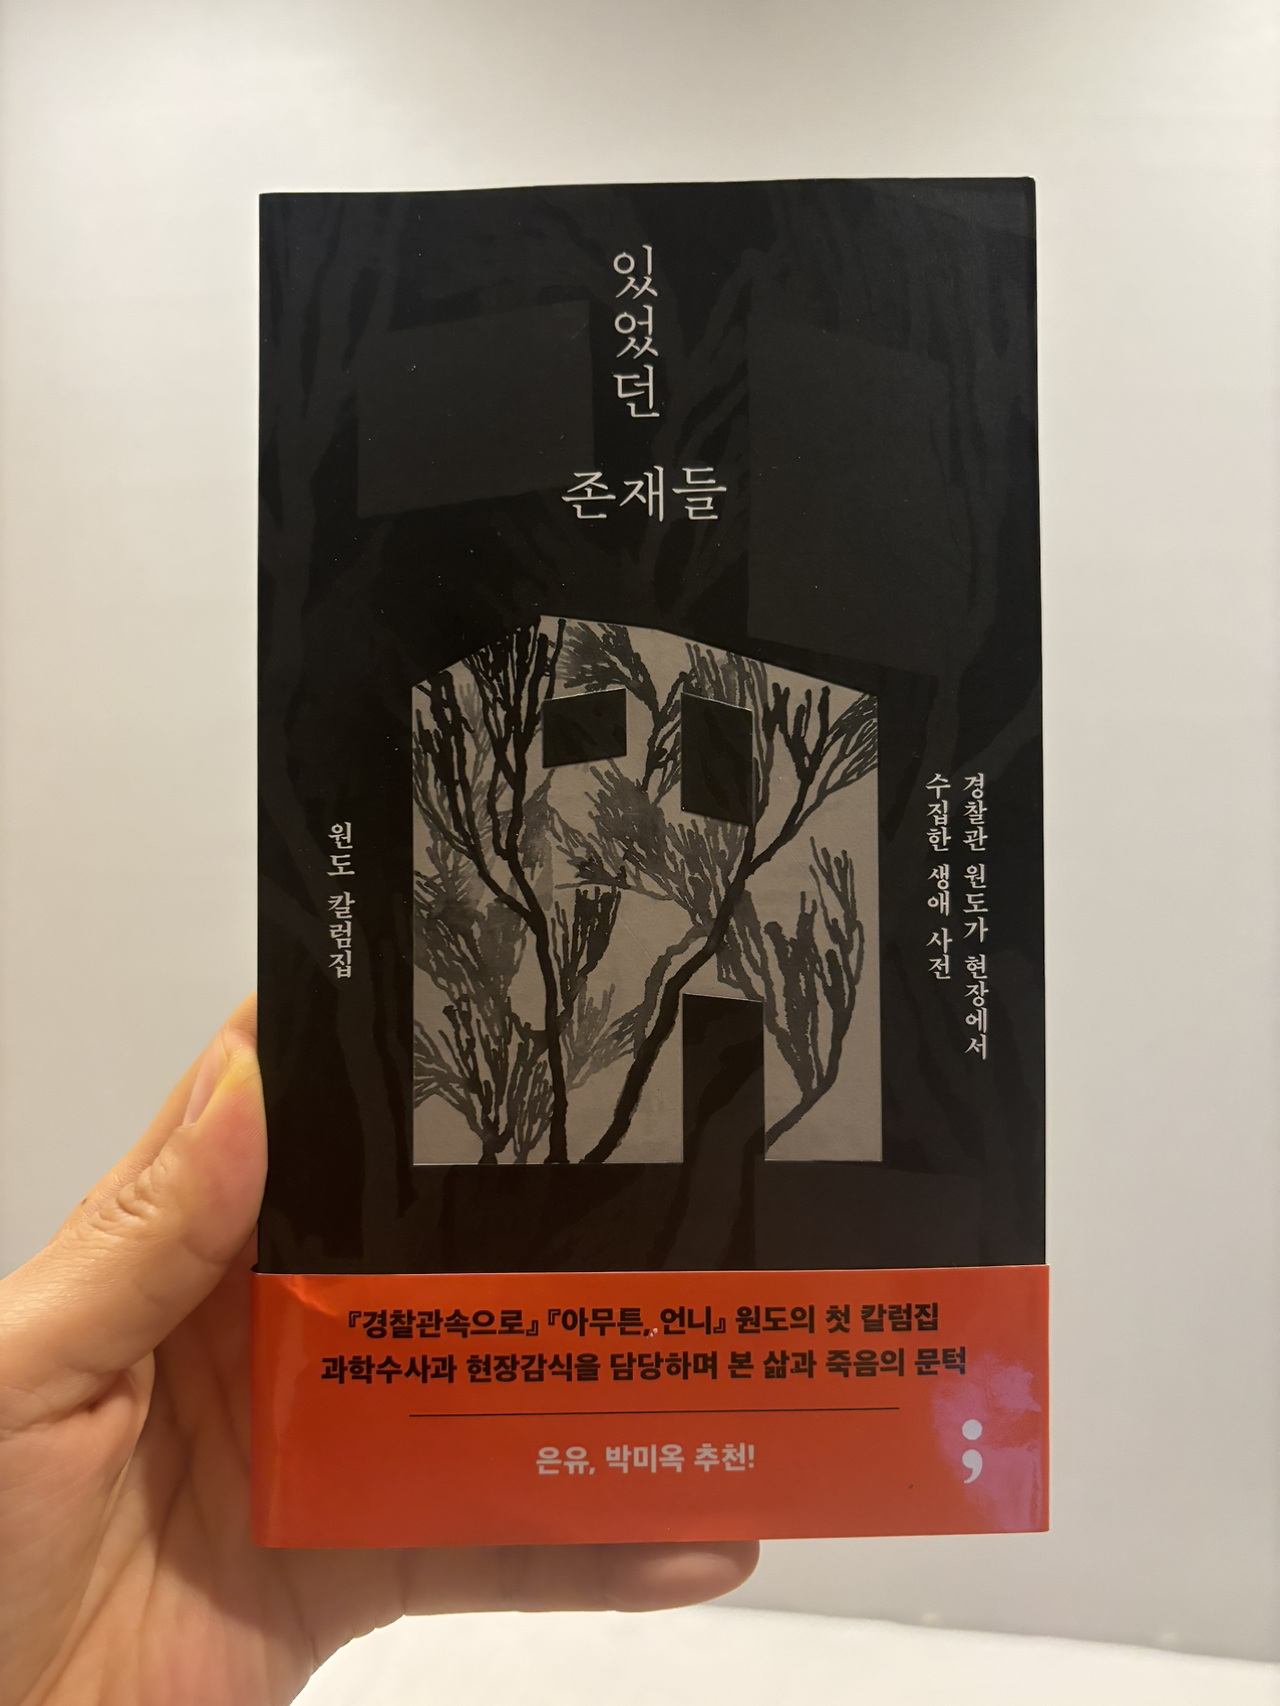 있었던
존재들
경찰관 원도가 현장에서
수집한 생애 사전
원도 칼럼집
『경찰관속으로』『아무튼, 언니』 원도의 첫 칼럼집
과학수사과 현장감식을 담당하며 본 삶과 죽음의 문턱
은유, 박미옥 추천!
;